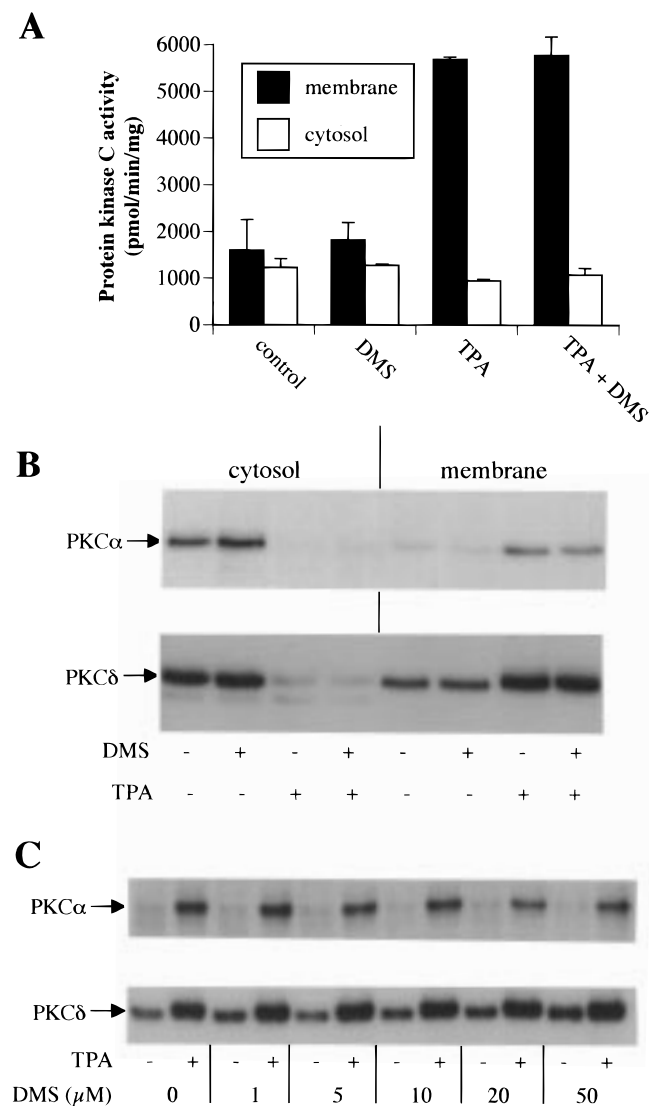 A
Protein kinase C activity
(pmol/min/mg)
6000
5000
4000
3000
2000
1000
0
membrane
cytosol
control
DMS
TPA
TPA + DMS
B
cytosol
membrane
PKCα
PKCδ
DMS - + - + - + - +
TPA - - + + - - + +
C
PKCα
PKCδ
TPA - + - + - + - + - + - +
DMS (µM) 0 1 5 10 20 50